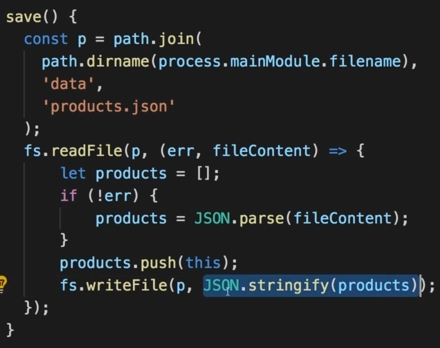 save() {
const p = path.join(
path.dirname(process.mainModule.filename),
'data',
'products.json'
);
fs.readFile(p, (err, fileContent) => {
let products = [];
if (!err) {
products = JSON.parse(fileContent);
}
products.push(this);
fs.writeFile(p, JSON.stringify(products));
});
}